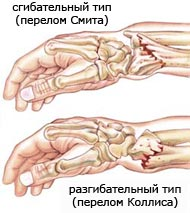 сгибательный тип
(перелом Смита)
разгибательный тип
(перелом Коллиса)